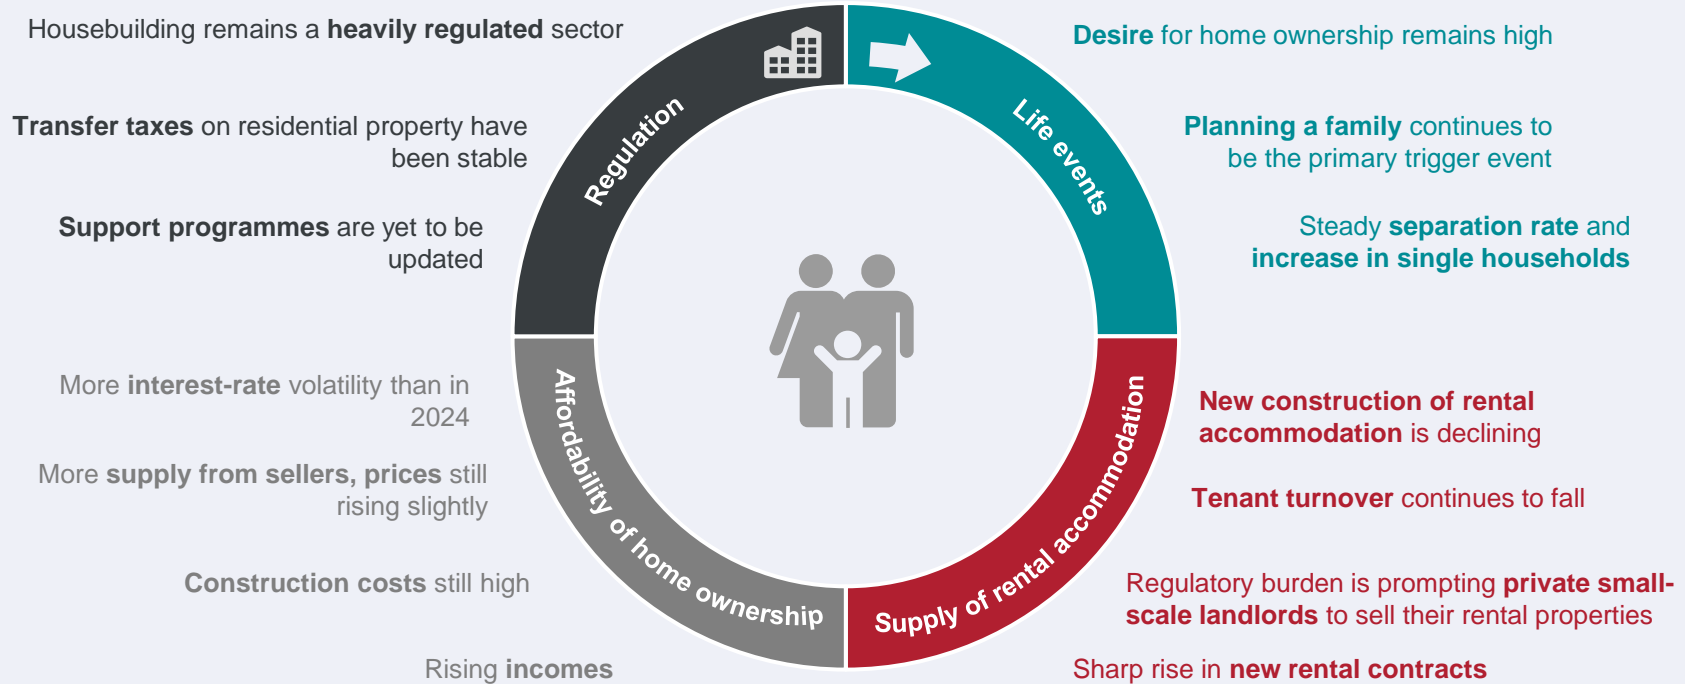 Housebuilding remains a heavily regulated sector
Transfer taxes on residential property have
been stable
Support programmes are yet to be
updated
Regulation
Life events
Desire for home ownership remains high
Planning a family continues to
be the primary trigger event
Steady separation rate and
increase in single households
More interest-rate volatility than in
2024
More supply from sellers, prices still
rising slightly
Construction costs still high
Rising incomes
Affordability of home ownership
Supply of rental accommodation
New construction of rental
accommodation is declining
Tenant turnover continues to fall
Regulatory burden is prompting private small-
scale landlords to sell their rental properties
Sharp rise in new rental contracts